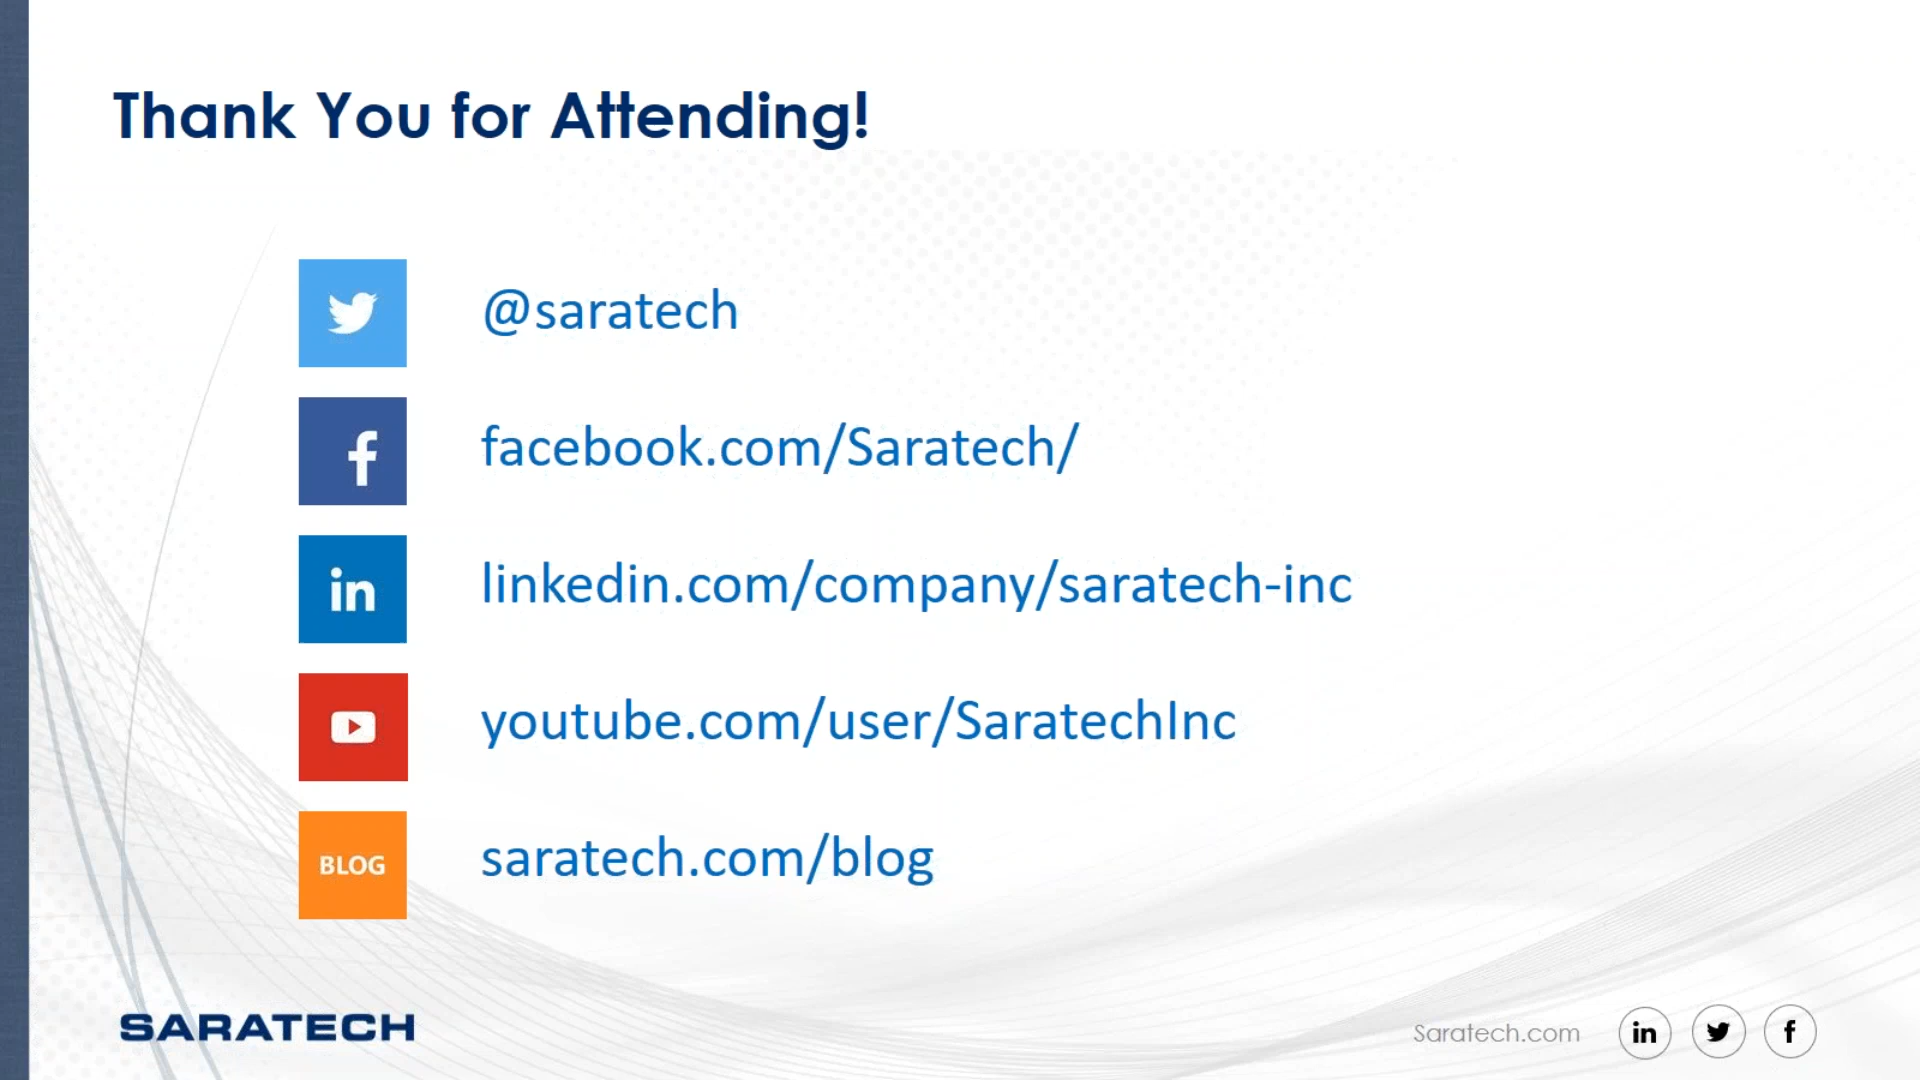 Thank You for Attending!
@saratech
facebook.com/Saratech/
in
linkedin.com/company/saratech-inc
youtube.com/user/SaratechInc
BLOG
saratech.com/blog
SARATECH
Saratech.com